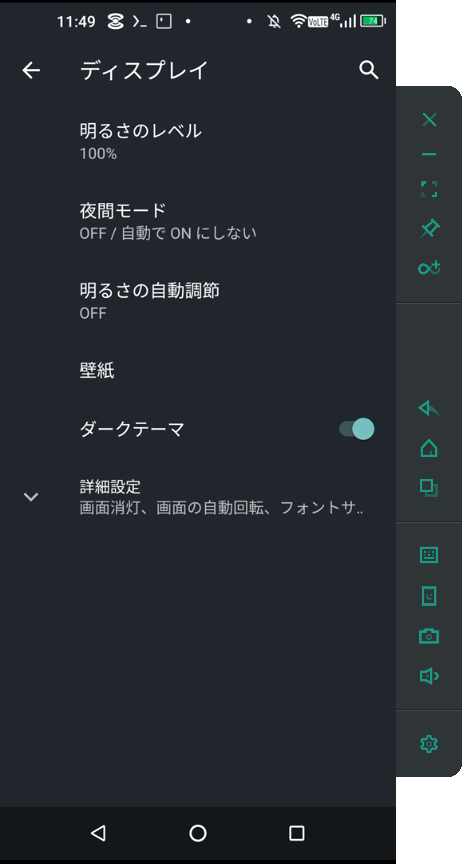 11:49 VoLTE 4G 74
ディスプレイ
明るさのレベル
100%
夜間モード
OFF / 自動で ON にしない
明るさの自動調節
OFF
壁紙
ダークテーマ
詳細設定
画面消灯、画面の自動回転、フォントサ..